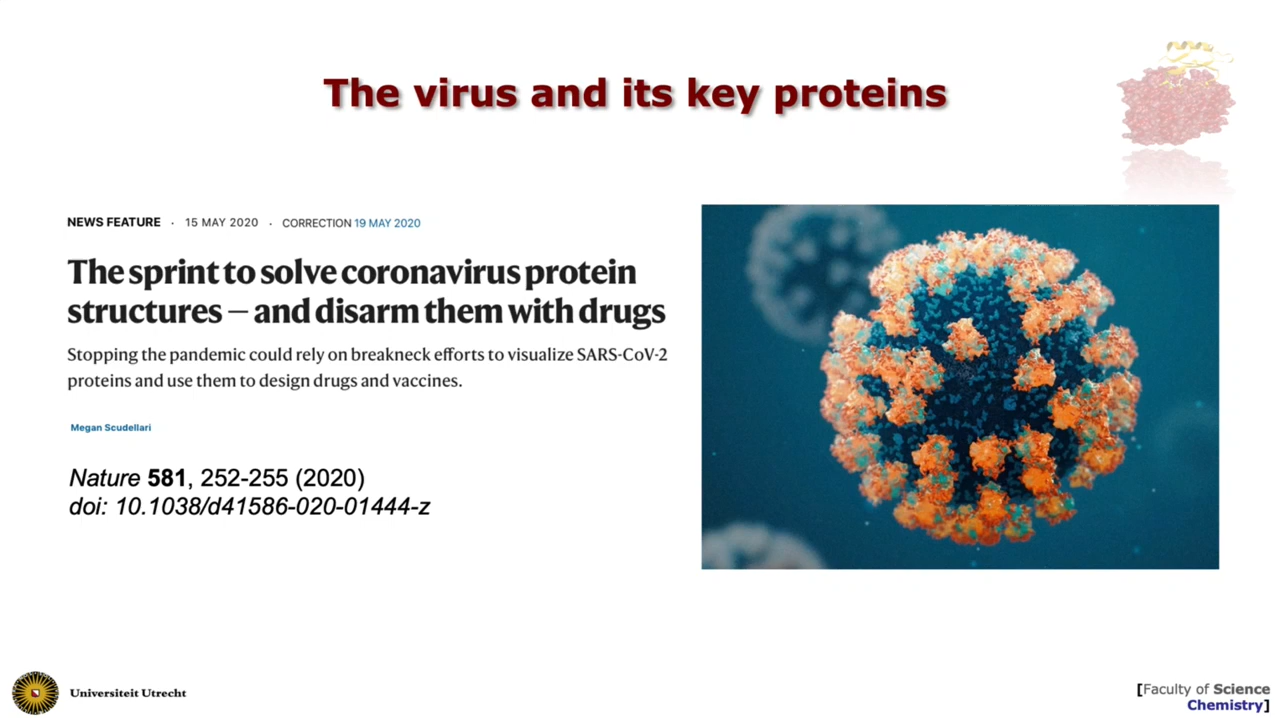 The virus and its key proteins
NEWS FEATURE · 15 MAY 2020 · CORRECTION 19 MAY 2020
The sprint to solve coronavirus protein
structures — and disarm them with drugs
Stopping the pandemic could rely on breakneck efforts to visualize SARS-CoV-2
proteins and use them to design drugs and vaccines.
Megan Scudellari
Nature 581, 252-255 (2020)
doi: 10.1038/d41586-020-01444-z
Universiteit Utrecht
[Faculty of Science
Chemistry]